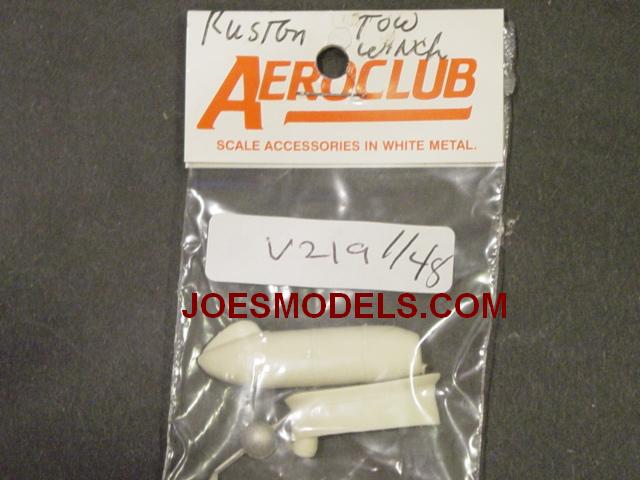 Ruston Tow
Winch
AEROCLUB
SCALE ACCESSORIES IN WHITE METAL.
V219 1/48
JOESMODELS.COM